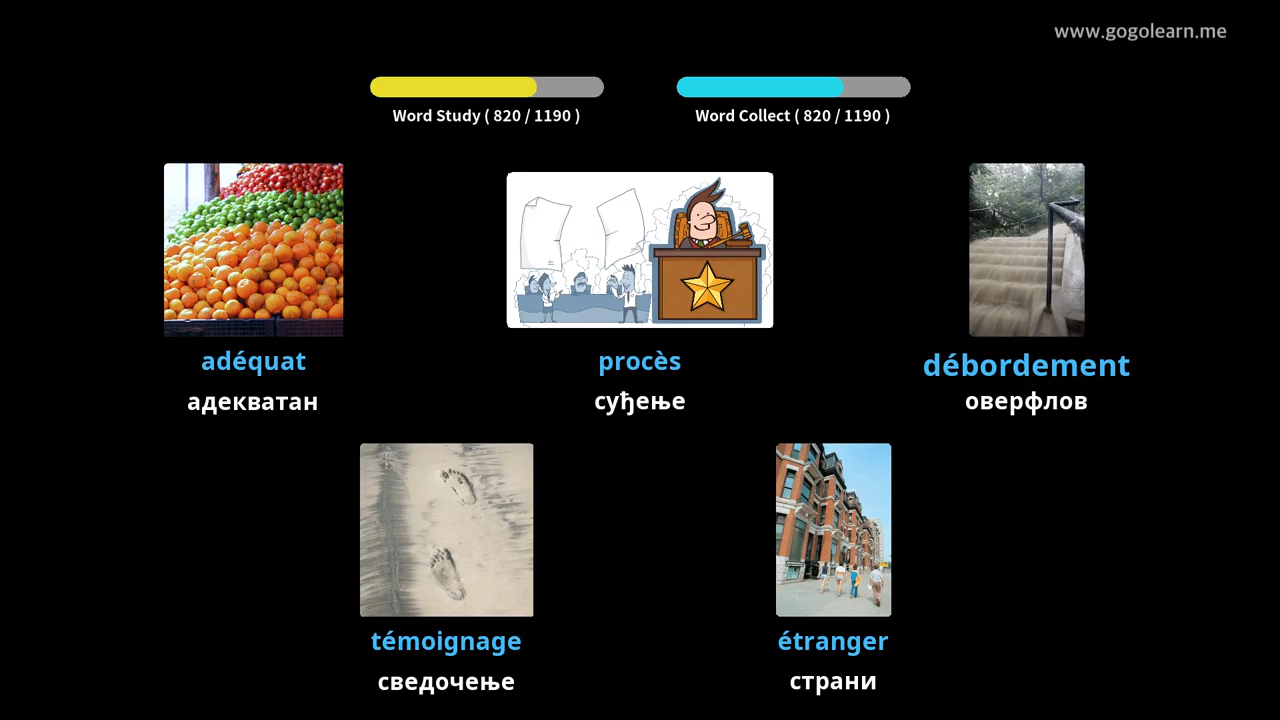 www.gogolearn.me
Word Study ( 820 / 1190 )
Word Collect ( 820 / 1190 )
adéquat
адекватан
procès
суђење
débordement
оверфлов
témoignage
сведочење
étranger
страни